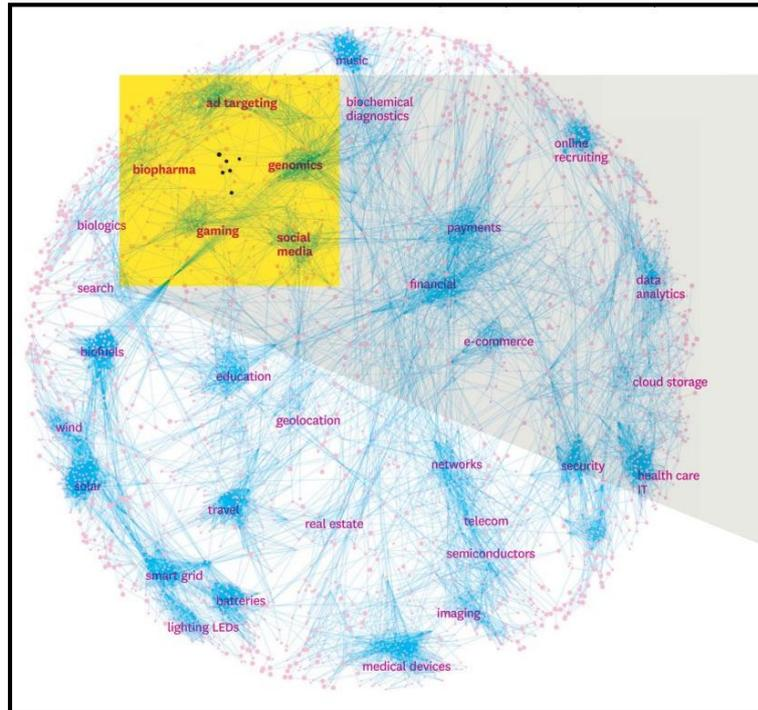 music
ad targeting
biochemical
diagnostics
online
recruiting
biopharma
genomics
biologics
gaming
social
media
payments
search
financial
data
analytics
biofuels
e-commerce
education
cloud storage
geolocation
wind
networks
security
solar
health care
IT
travel
real estate
telecom
semiconductors
smart grid
batteries
lighting LEDs
imaging
medical devices